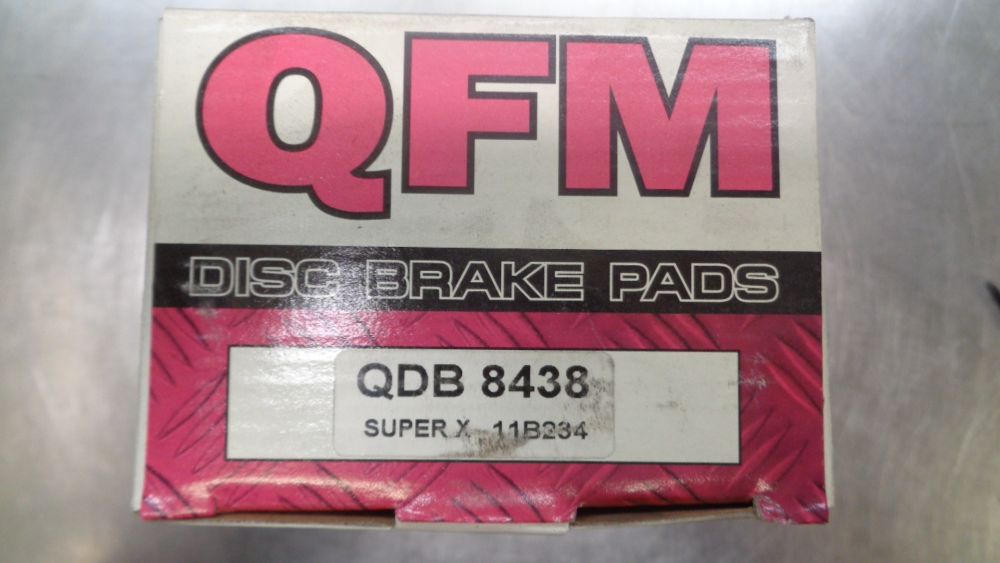 QFM
DISC BRAKE PADS
QDB 8438
SUPER X 11B234